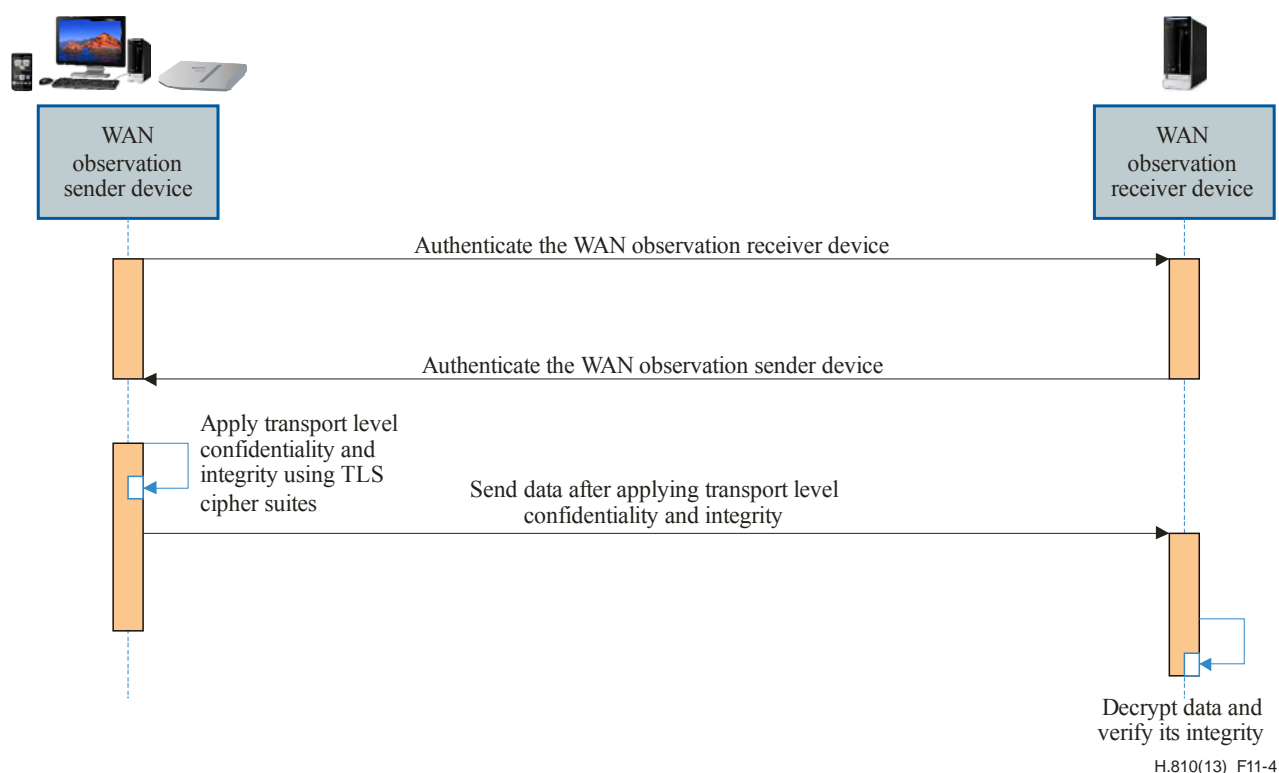 WAN
observation
sender device
WAN
observation
receiver device
Authenticate the WAN observation receiver device
Authenticate the WAN observation sender device
Apply transport level
confidentiality and
integrity using TLS
cipher suites
Send data after applying transport level
confidentiality and integrity
Decrypt data and
verify its integrity
H.810(13)_F11-4